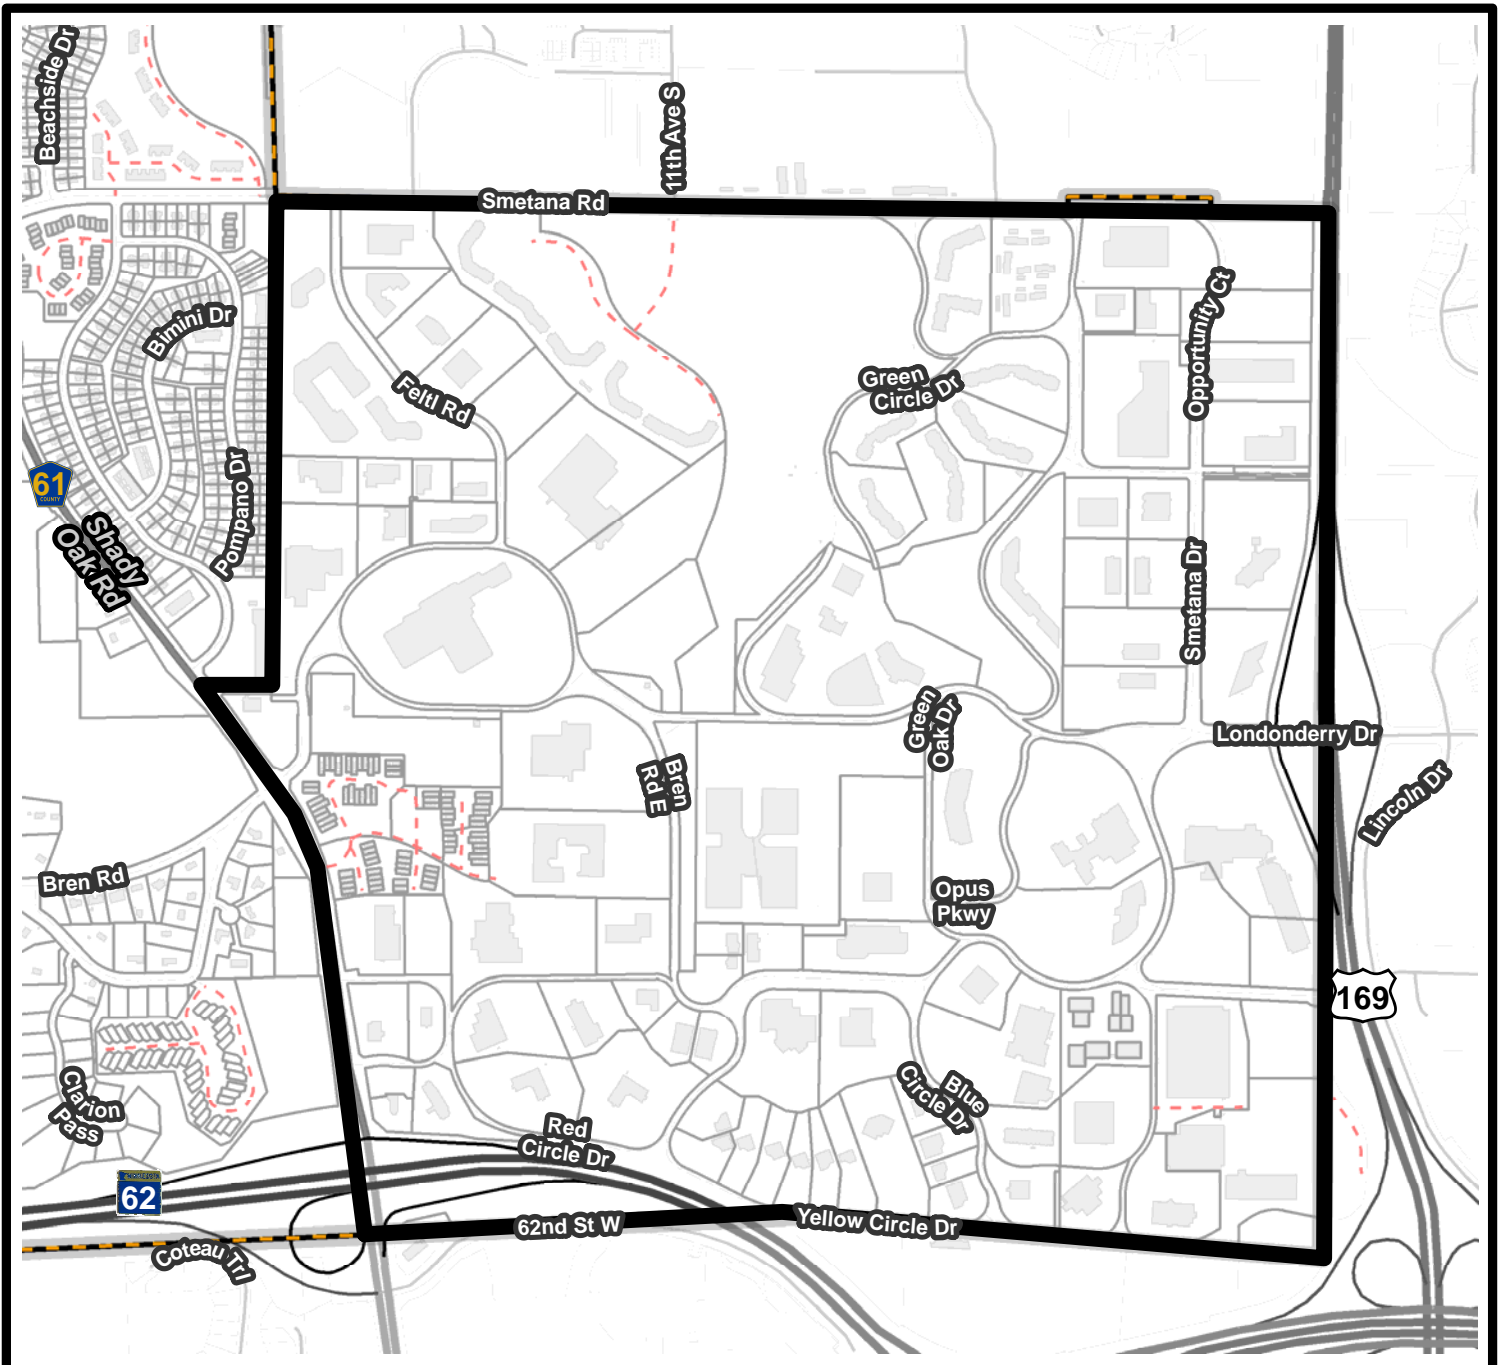 Beachside Dr
11th Ave S
Smetana Rd
Bimini Dr
Opportunity Ct
Green
Circle Dr
Feltl Rd
61
COUNTY
Pompano Dr
Shady
Oak Rd
Smetana Dr
Green
Oak Dr
Londonderry Dr
Bren
Rd E
Lincoln Dr
Bren Rd
Opus
Pkwy
169
Clarion
Pass
Blue
Circle Dr
Red
Circle Dr
62
62nd St W
Yellow Circle Dr
Coteau Trl